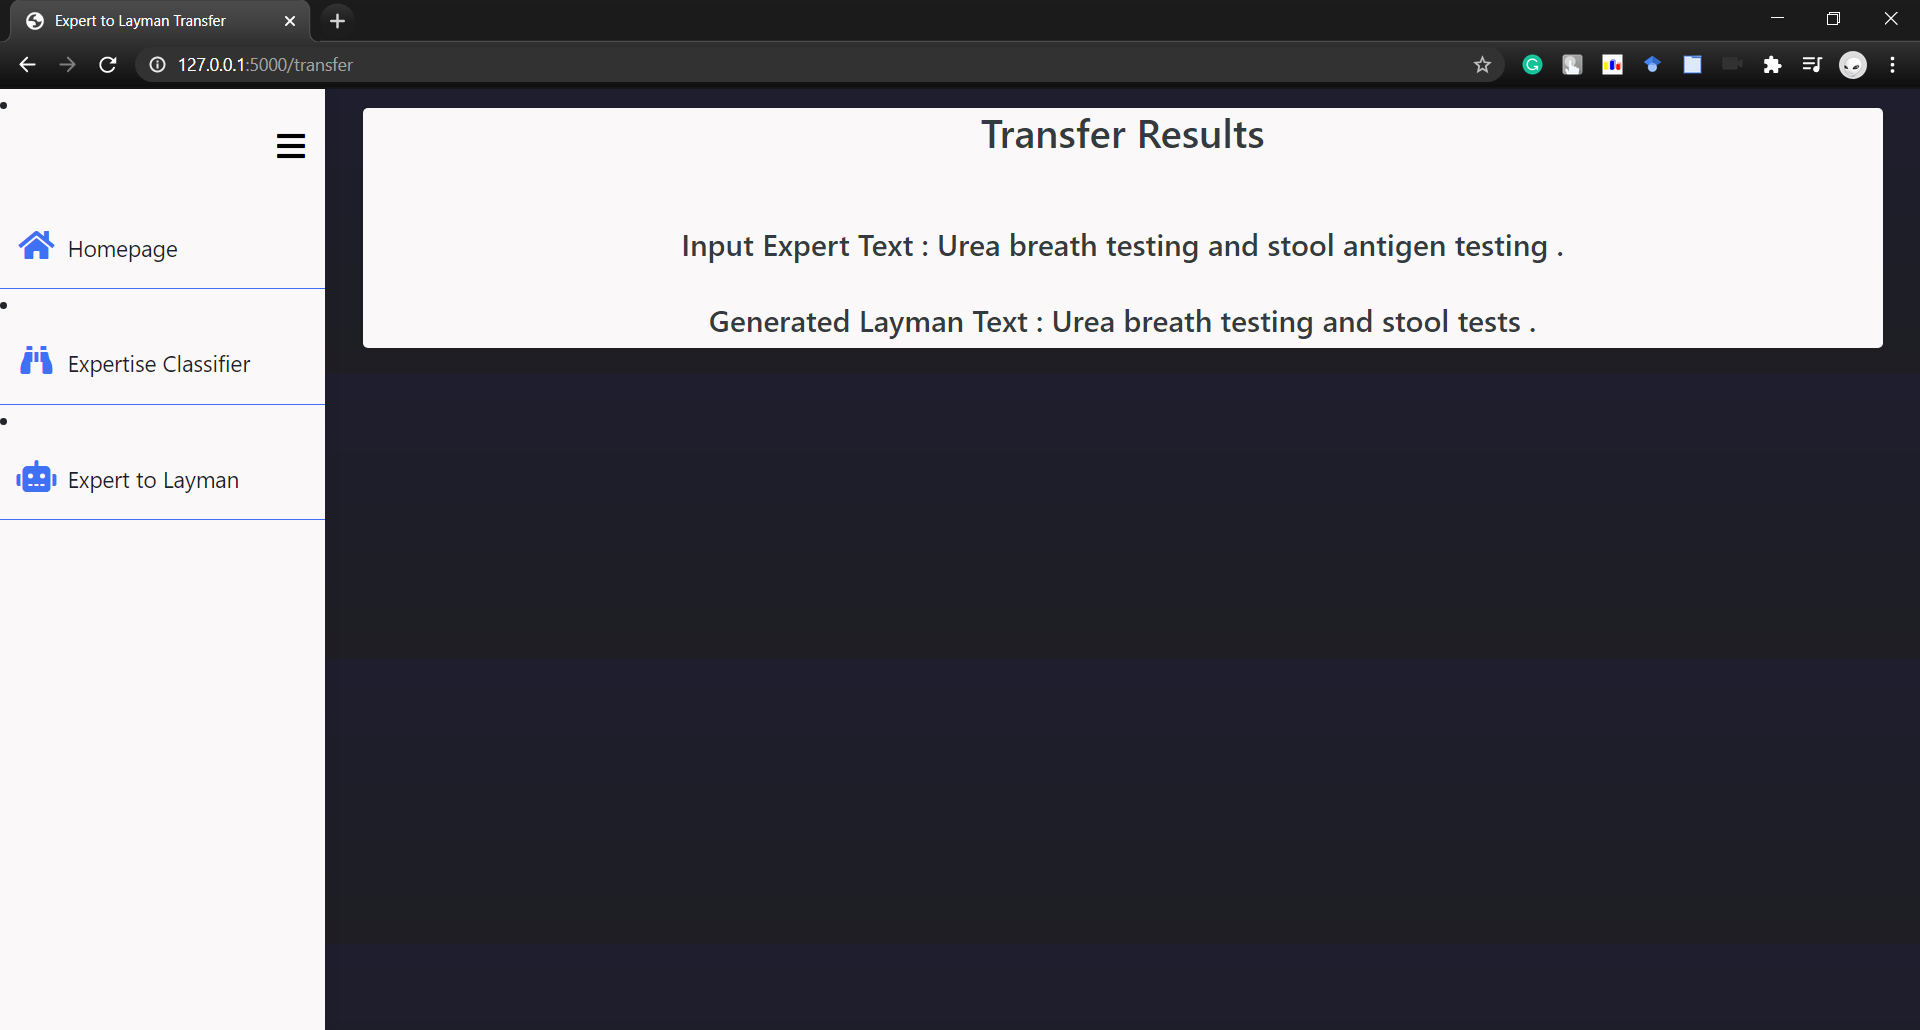 Expert to Layman Transfer
127.0.0.1:5000/transfer
Homepage
Expertise Classifier
Expert to Layman
Transfer Results
Input Expert Text : Urea breath testing and stool antigen testing .
Generated Layman Text : Urea breath testing and stool tests .